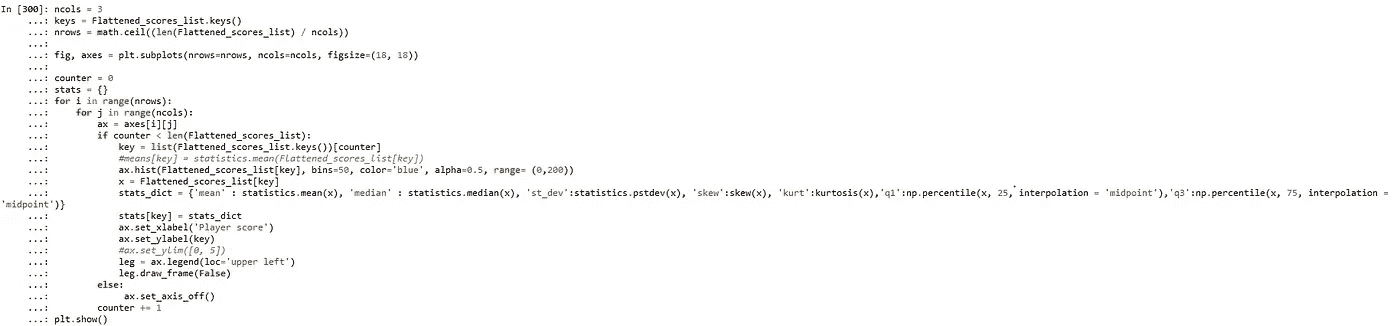 In [300]: ncols = 3
     ...: keys = Flattened_scores_list.keys()
     ...: nrows = math.ceil((len(Flattened_scores_list) / ncols))
     ...:
     ...: fig, axes = plt.subplots(nrows=nrows, ncols=ncols, figsize=(18, 18))
     ...:
     ...: counter = 0
     ...: stats = {}
     ...: for i in range(nrows):
     ...:     for j in range(ncols):
     ...:         ax = axes[i][j]
     ...:         if counter < len(Flattened_scores_list):
     ...:             key = list(Flattened_scores_list.keys())[counter]
     ...:             #means[key] = statistics.mean(Flattened_scores_list[key])
     ...:             ax.hist(Flattened_scores_list[key], bins=50, color='blue', alpha=0.5, range= (0,200))
     ...:             x = Flattened_scores_list[key]
     ...:             stats_dict = {'mean' : statistics.mean(x), 'median' : statistics.median(x), 'st_dev':statistics.pstdev(x), 'skew':skew(x), 'kurt':kurtosis(x),'q1':np.percentile(x, 25, interpolation = 'midpoint'),'q3':np.percentile(x, 75, interpolation =
'midpoint')}
     ...:             stats[key] = stats_dict
     ...:             ax.set_xlabel('Player score')
     ...:             ax.set_ylabel(key)
     ...:             #ax.set_ylim([0, 5])
     ...:             leg = ax.legend(loc='upper left')
     ...:             leg.draw_frame(False)
     ...:         else:
     ...:              ax.set_axis_off()
     ...:         counter += 1
     ...: plt.show()